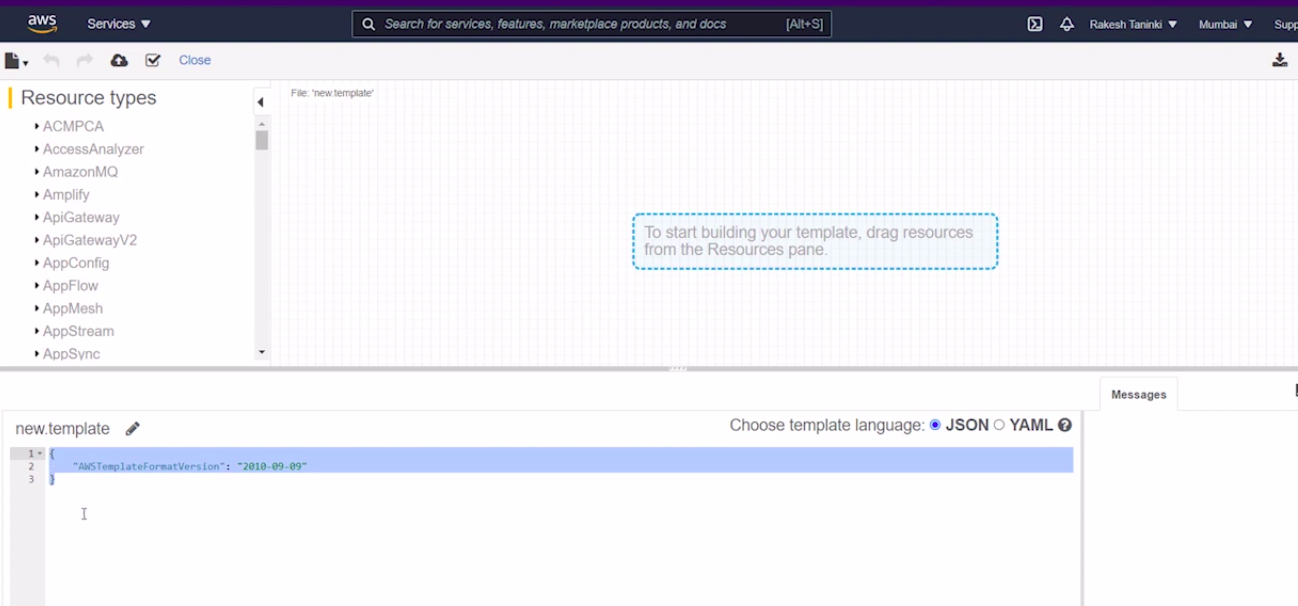 aws Services Search for services, features, marketplace products, and docs [Alt+S] Rakesh Taninki Mumbai Supp
Close
Resource types
ACMPCA
AccessAnalyzer
AmazonMQ
Amplify
ApiGateway
ApiGatewayV2
AppConfig
AppFlow
AppMesh
AppStream
AppSync
File: 'new.template'
To start building your template, drag resources
from the Resources pane.
Messages
new.template
Choose template language: JSON YAML
1 {
2 "AWSTemplateFormatVersion": "2010-09-09"
3 }